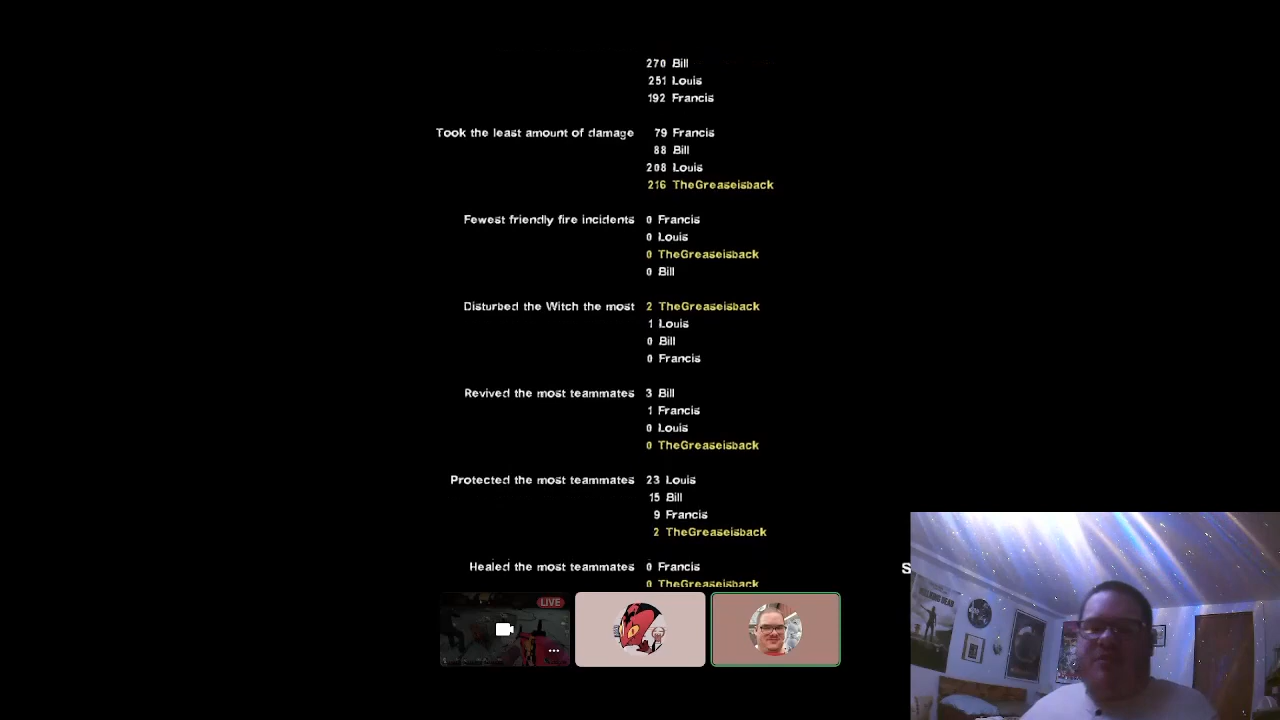 270 Bill
251 Louis
192 Francis
Took the least amount of damage 79 Francis
88 Bill
208 Louis
216 TheGreaseisback
Fewest friendly fire incidents 0 Francis
0 Louis
0 TheGreaseisback
0 Bill
Disturbed the Witch the most 2 TheGreaseisback
1 Louis
0 Bill
0 Francis
Revived the most teammates 3 Bill
1 Francis
0 Louis
0 TheGreaseisback
Protected the most teammates 23 Louis
15 Bill
9 Francis
2 TheGreaseisback
Healed the most teammates 0 Francis
0 TheGreaseisback
S
LIVE
WALKING DEAD